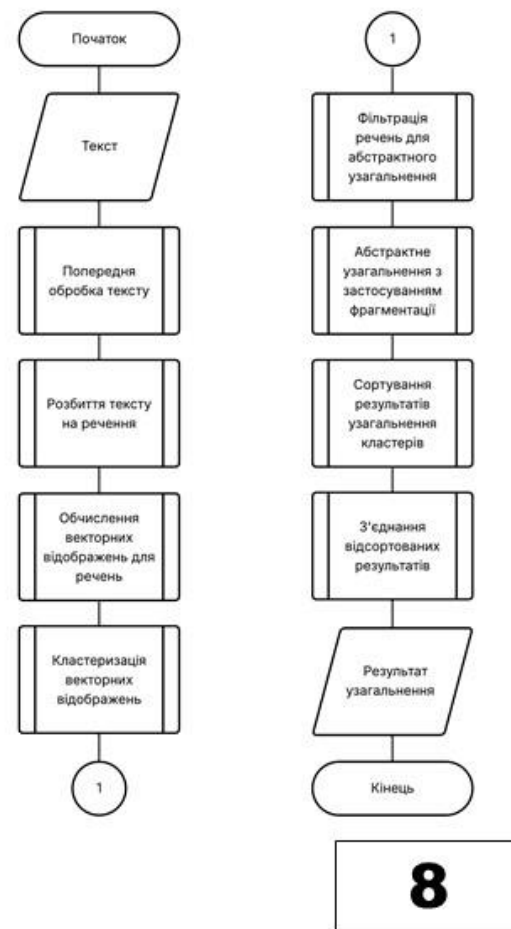 Початок
Текст
Попередня
обробка тексту
Розбиття тексту
на речення
Обчислення
векторних
відображень для
речень
Кластеризація
векторних
відображень
1
1
Фільтрація
речень для
абстрактного
узагальнення
Абстрактне
узагальнення з
застосуванням
фрагментації
Сортування
результатів
узагальнення
кластерів
З'єднання
відсортованих
результатів
Результат
узагальнення
Кінець
8